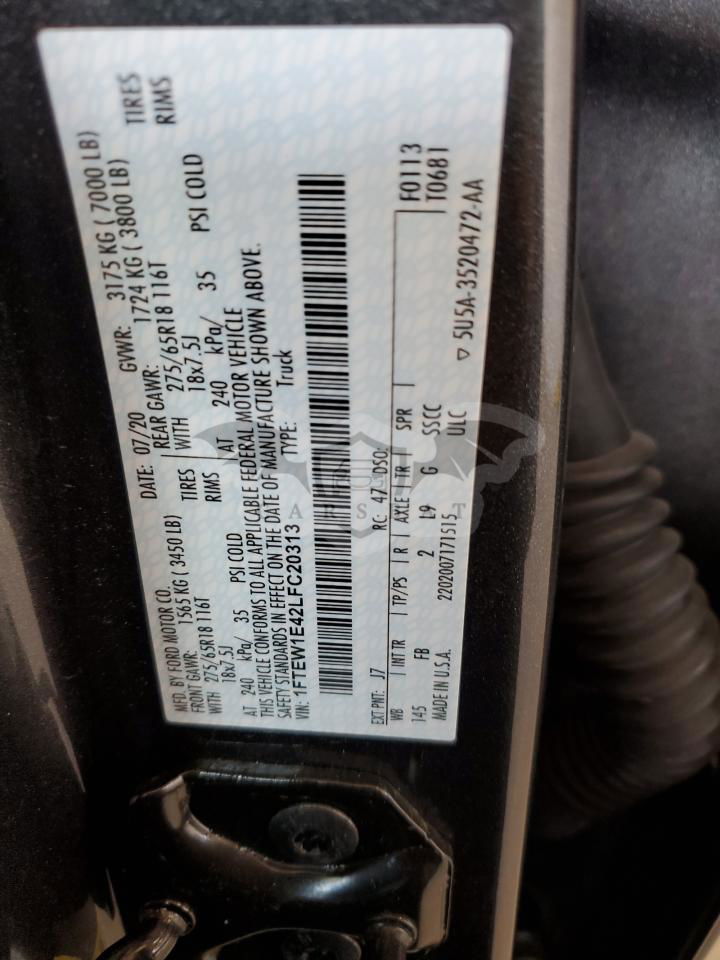 MFD. BY FORD MOTOR CO.
DATE: 07/20 GVWR: 3175 KG ( 7000 LB)
FRONT GAWR: 1565 KG ( 3450 LB) REAR GAWR: 1724 KG ( 3800 LB)
WITH 275/65R18 116T TIRES WITH 275/65R18 116T TIRES
18x7.5J RIMS 18x7.5J RIMS
AT 240 kPa/ 35 PSI COLD AT 240 kPa/ 35 PSI COLD
THIS VEHICLE CONFORMS TO ALL APPLICABLE FEDERAL MOTOR VEHICLE
SAFETY STANDARDS IN EFFECT ON THE DATE OF MANUFACTURE SHOWN ABOVE.
VIN: 1FTEW1E42LFC20313 TYPE: Truck
EXT PNT: J7 RC: 47 DSO: F0113
WB INT TR TP/PS R AXLE TR SPR T0681
145 FB 2 L9 G SSCC
MADE IN U.S.A. 2202007171515 ULC ▽ 5U5A-3520472-AA